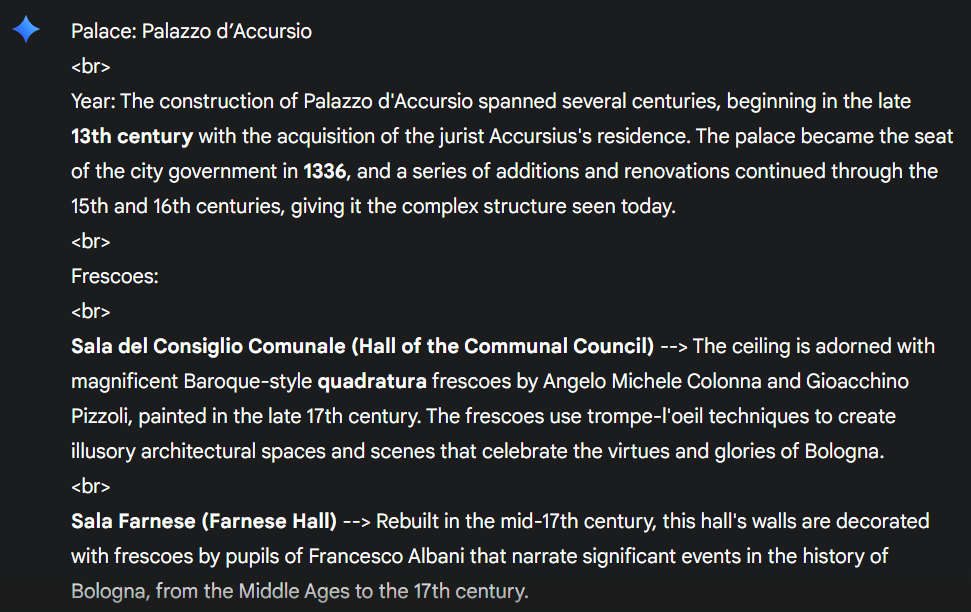 Palace: Palazzo d’Accursio
<br>
Year: The construction of Palazzo d'Accursio spanned several centuries, beginning in the late
13th century with the acquisition of the jurist Accursius's residence. The palace became the seat
of the city government in 1336, and a series of additions and renovations continued through the
15th and 16th centuries, giving it the complex structure seen today.
<br>
Frescoes:
<br>
Sala del Consiglio Comunale (Hall of the Communal Council) --> The ceiling is adorned with
magnificent Baroque-style quadratura frescoes by Angelo Michele Colonna and Gioacchino
Pizzoli, painted in the late 17th century. The frescoes use trompe-l'oeil techniques to create
illusory architectural spaces and scenes that celebrate the virtues and glories of Bologna.
<br>
Sala Farnese (Farnese Hall) --> Rebuilt in the mid-17th century, this hall's walls are decorated
with frescoes by pupils of Francesco Albani that narrate significant events in the history of
Bologna, from the Middle Ages to the 17th century.